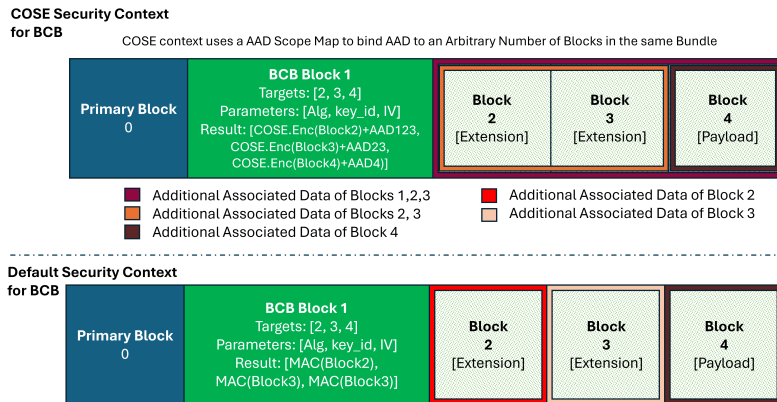 COSE Security Context
for BCB
COSE context uses a AAD Scope Map to bind AAD to an Arbitrary Number of Blocks in the same Bundle
Primary Block
0
BCB Block 1
Targets: [2, 3, 4]
Parameters: [Alg, key_id, IV]
Result: [COSE.Enc(Block2)+AAD123,
COSE.Enc(Block3)+AAD23,
COSE.Enc(Block4)+AAD4)]
Block
2
[Extension]
Block
3
[Extension]
Block
4
[Payload]
Additional Associated Data of Blocks 1,2,3
Additional Associated Data of Blocks 2, 3
Additional Associated Data of Block 4
Additional Associated Data of Block 2
Additional Associated Data of Block 3
Default Security Context
for BCB
Primary Block
0
BCB Block 1
Targets: [2, 3, 4]
Parameters: [Alg, key_id, IV]
Result: [MAC(Block2),
MAC(Block3), MAC(Block3)]
Block
2
[Extension]
Block
3
[Extension]
Block
4
[Payload]